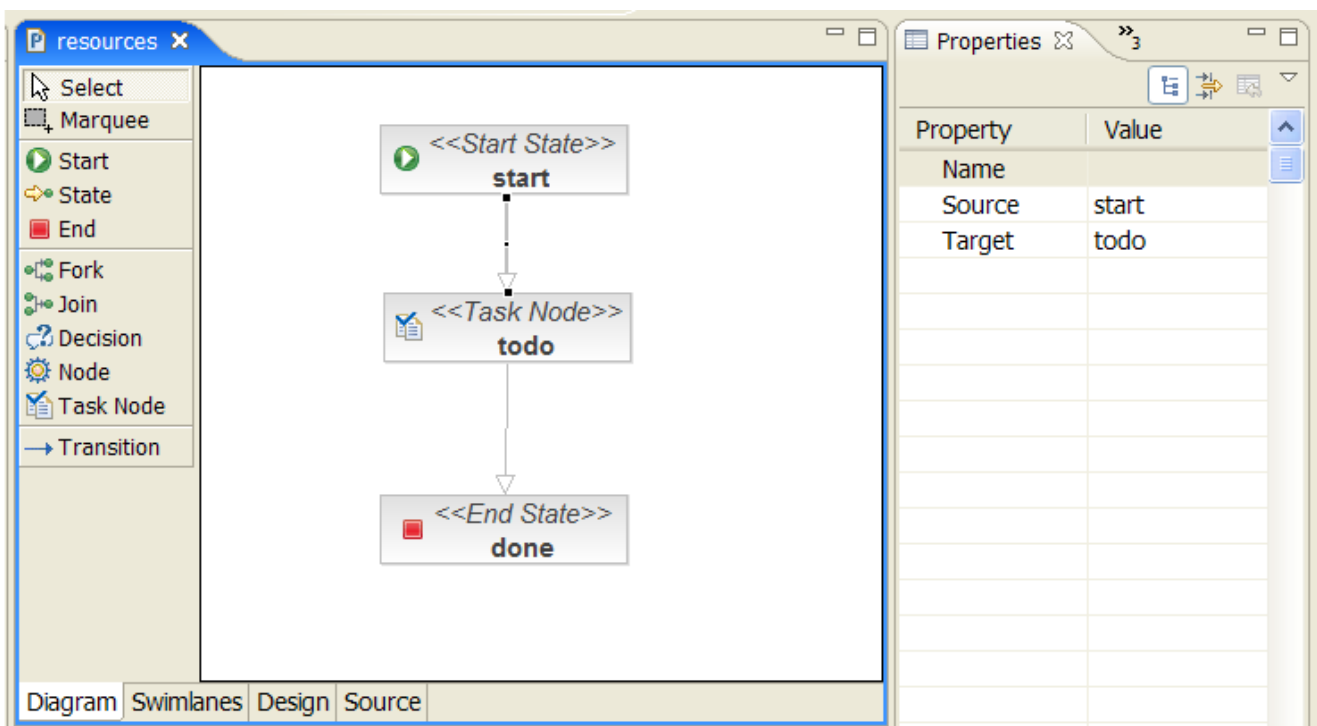 resources
Select
Marquee
Start
State
End
Fork
Join
Decision
Node
Task Node
Transition
<<Start State>>
start
<<Task Node>>
todo
<<End State>>
done
Diagram Swimlanes Design Source
Properties »3
Property Value
Name
Source start
Target todo